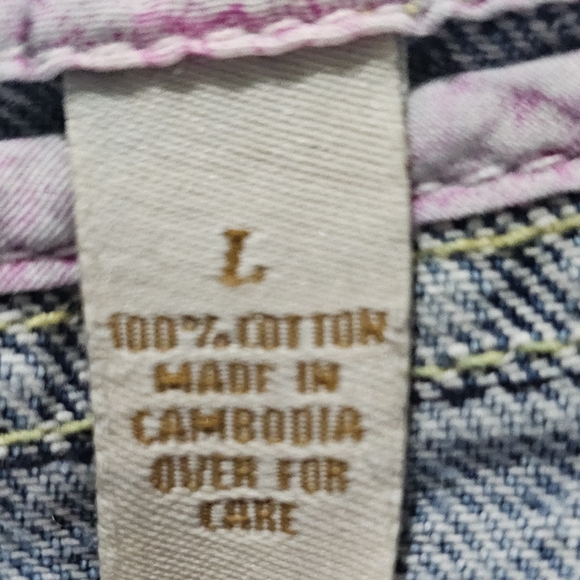 L
100% COTTON
MADE IN
CAMBODIA
OVER FOR
CARE